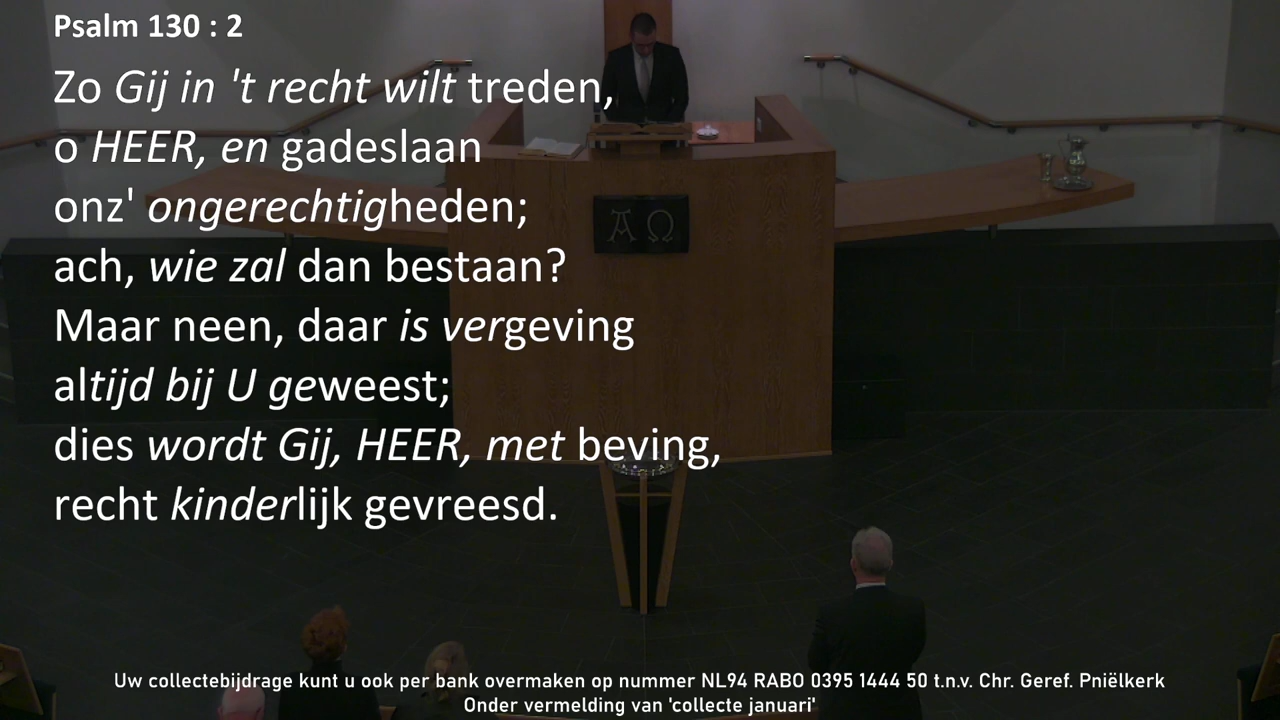 Psalm 130 : 2
Zo Gij in 't recht wilt treden,
o HEER, en gadeslaan
onz' ongerechtigheden;
ach, wie zal dan bestaan?
Maar neen, daar is vergeving
altijd bij U geweest;
dies wordt Gij, HEER, met beving,
recht kinderlijk gevreesd.
Α Ω
Uw collectebijdrage kunt u ook per bank overmaken op nummer NL94 RABO 0395 1444 50 t.n.v. Chr. Geref. Pniëlkerk
Onder vermelding van 'collecte januari'